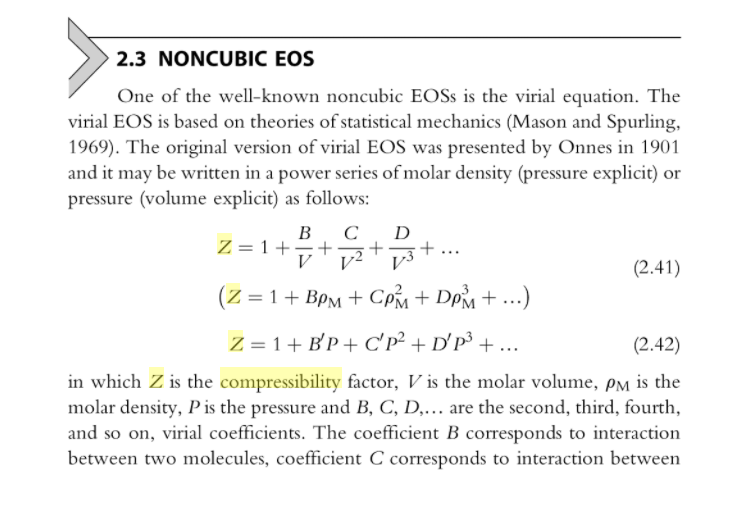 2.3 NONCUBIC EOS
One of the well-known noncubic EOSs is the virial equation. The
virial EOS is based on theories of statistical mechanics (Mason and Spurling,
1969). The original version of virial EOS was presented by Onnes in 1901
and it may be written in a power series of molar density (pressure explicit) or
pressure (volume explicit) as follows:
Z = 1 + B/V + C/V² + D/V³ + ...
(2.41)
(Z = 1 + Bρ_M + Cρ²_M + Dρ³_M + ...)
Z = 1 + B′P + C′P² + D′P³ + ... (2.42)
in which Z is the compressibility factor, V is the molar volume, ρ_M is the
molar density, P is the pressure and B, C, D,... are the second, third, fourth,
and so on, virial coefficients. The coefficient B corresponds to interaction
between two molecules, coefficient C corresponds to interaction between